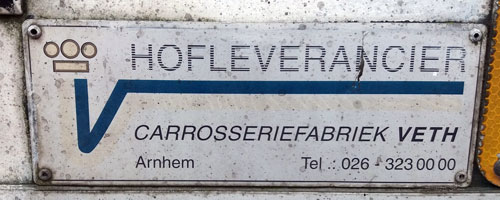 HOFLEVERANCIER
CARROSSERIEFABRIEK VETH
Arnhem Tel .: 026 - 323 00 00